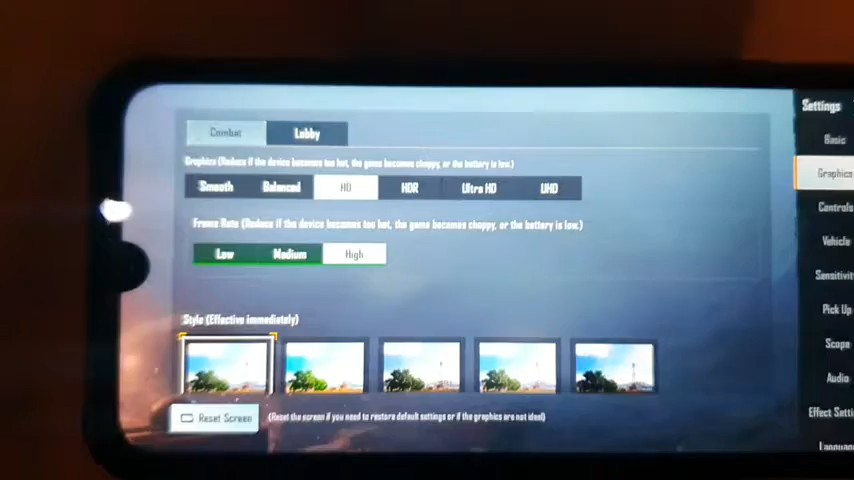 Settings
Combat Lobby
Basic
Graphics (Reduce if the device becomes too hot, the game becomes choppy, or the battery is low.)
Graphics
Smooth Balanced HD HDR Ultra HD UHD
Controls
Frame Rate (Reduce if the device becomes too hot, the game becomes choppy, or the battery is low.)
Vehicle
Low Medium High
Sensitivit
Pick Up
Style (Effective immediately)
Scope
Audio
Reset Screen (Reset the screen if you need to restore default settings or if the graphics are not ideal)
Effect Setti
Languag